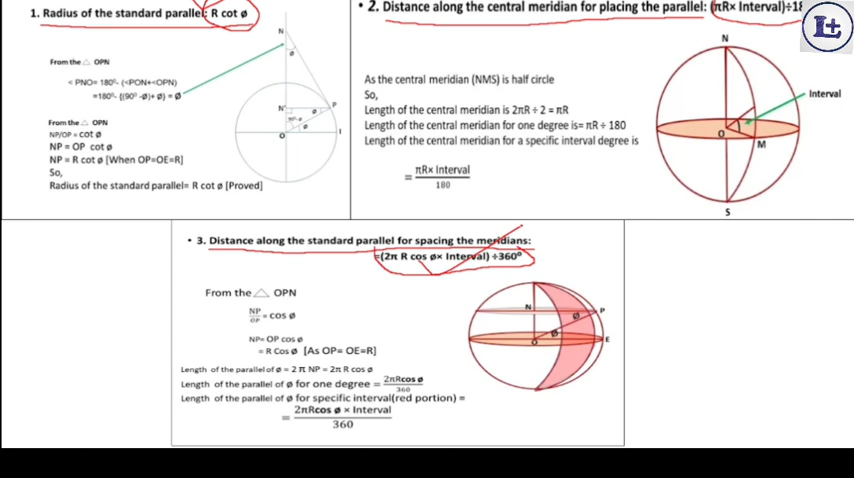 1. Radius of the standard parallel: R cot ø
From the △ OPN
< PNO= 180⁰- (<PON+<OPN)
=180⁰- {(90⁰ -ø)+ ø} = ø
From the △ OPN
NP/OP = cot ø
NP = OP cot ø
NP = R cot ø [When OP=OE=R]
So,
Radius of the standard parallel= R cot ø [Proved]
N
ø
N'
ø
P
90⁰-ø
ø
O
• 2. Distance along the central meridian for placing the parallel: (πR× Interval)÷18
Lt
As the central meridian (NMS) is half circle
So,
Length of the central meridian is 2πR ÷ 2 = πR
Length of the central meridian for one degree is= πR ÷ 180
Length of the central meridian for a specific interval degree is
= πR× Interval
180
N
Interval
O
M
S
• 3. Distance along the standard parallel for spacing the meridians:
=(2π R cos ø× Interval) ÷360⁰
From the △ OPN
NP/OP = cos ø
NP= OP cos ø
= R Cos ø [As OP= OE=R]
Length of the parallel of ø = 2 π NP = 2π R cos ø
Length of the parallel of ø for one degree = 2πRcos ø
360
Length of the parallel of ø for specific interval(red portion) =
= 2πRcos ø × Interval
360
N
P
ø
ø
O
E